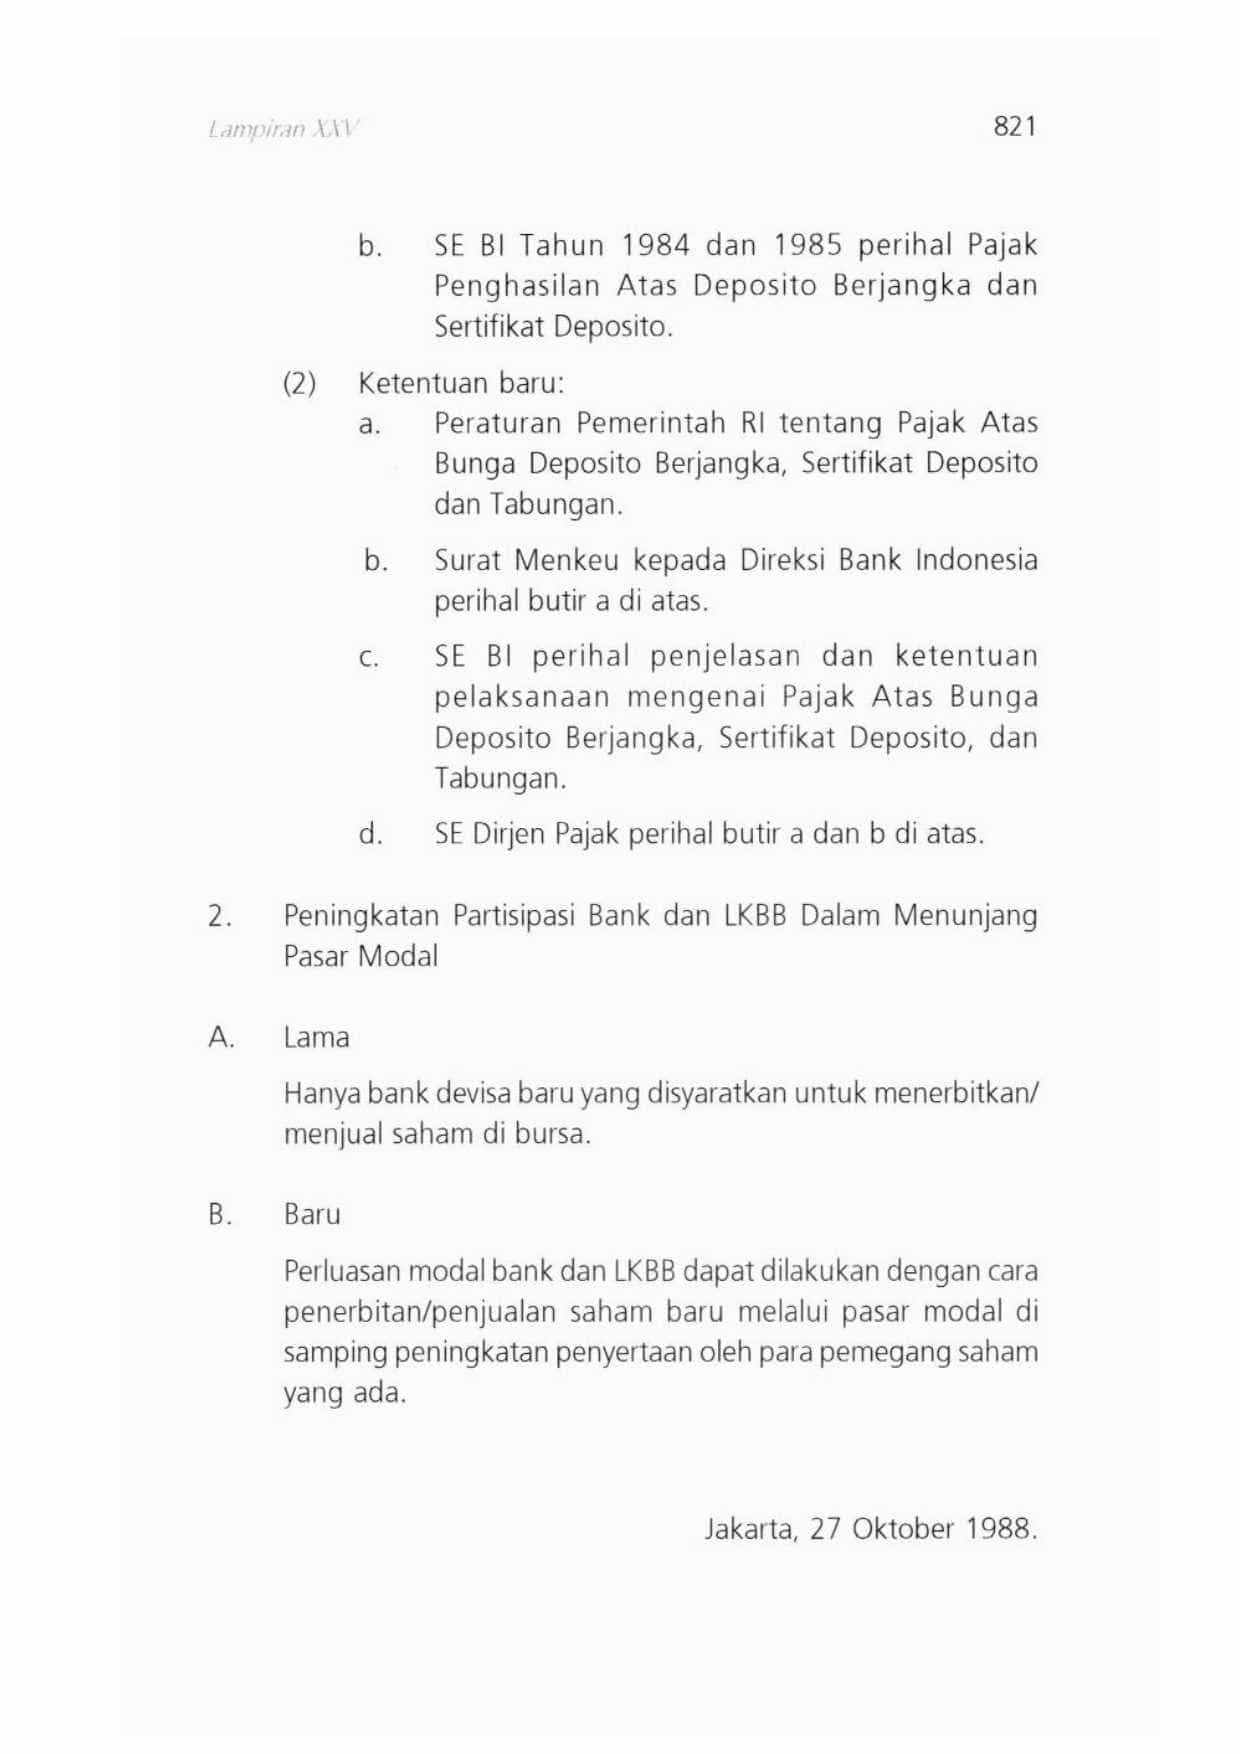 Lampiran XXV 821
b. SE BI Tahun 1984 dan 1985 perihal Pajak
Penghasilan Atas Deposito Berjangka dan
Sertifikat Deposito.
(2) Ketentuan baru:
a. Peraturan Pemerintah RI tentang Pajak Atas
Bunga Deposito Berjangka, Sertifikat Deposito
dan Tabungan.
b. Surat Menkeu kepada Direksi Bank Indonesia
perihal butir a di atas.
c. SE BI perihal penjelasan dan ketentuan
pelaksanaan mengenai Pajak Atas Bunga
Deposito Berjangka, Sertifikat Deposito, dan
Tabungan.
d. SE Dirjen Pajak perihal butir a dan b di atas.
2. Peningkatan Partisipasi Bank dan LKBB Dalam Menunjang
Pasar Modal
A. Lama
Hanya bank devisa baru yang disyaratkan untuk menerbitkan/
menjual saham di bursa.
B. Baru
Perluasan modal bank dan LKBB dapat dilakukan dengan cara
penerbitan/penjualan saham baru melalui pasar modal di
samping peningkatan penyertaan oleh para pemegang saham
yang ada.
Jakarta, 27 Oktober 1988.